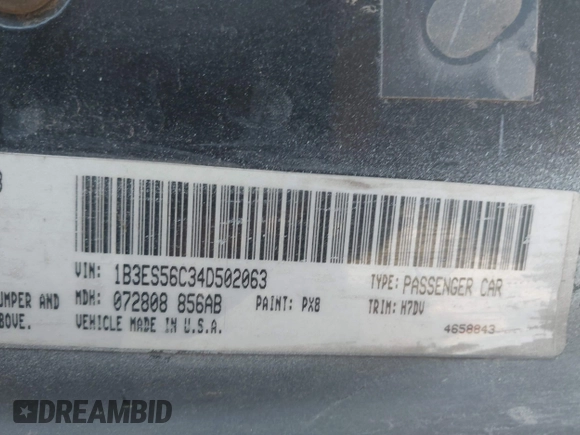 VIN: 1B3ES56C34D502063
TYPE: PASSENGER CAR
UMPER AND
MDH: 072808 856AB
PAINT: PX8
TRIM: H7DV
BOVE.
VEHICLE MADE IN U.S.A.
4658843
DREAMBID